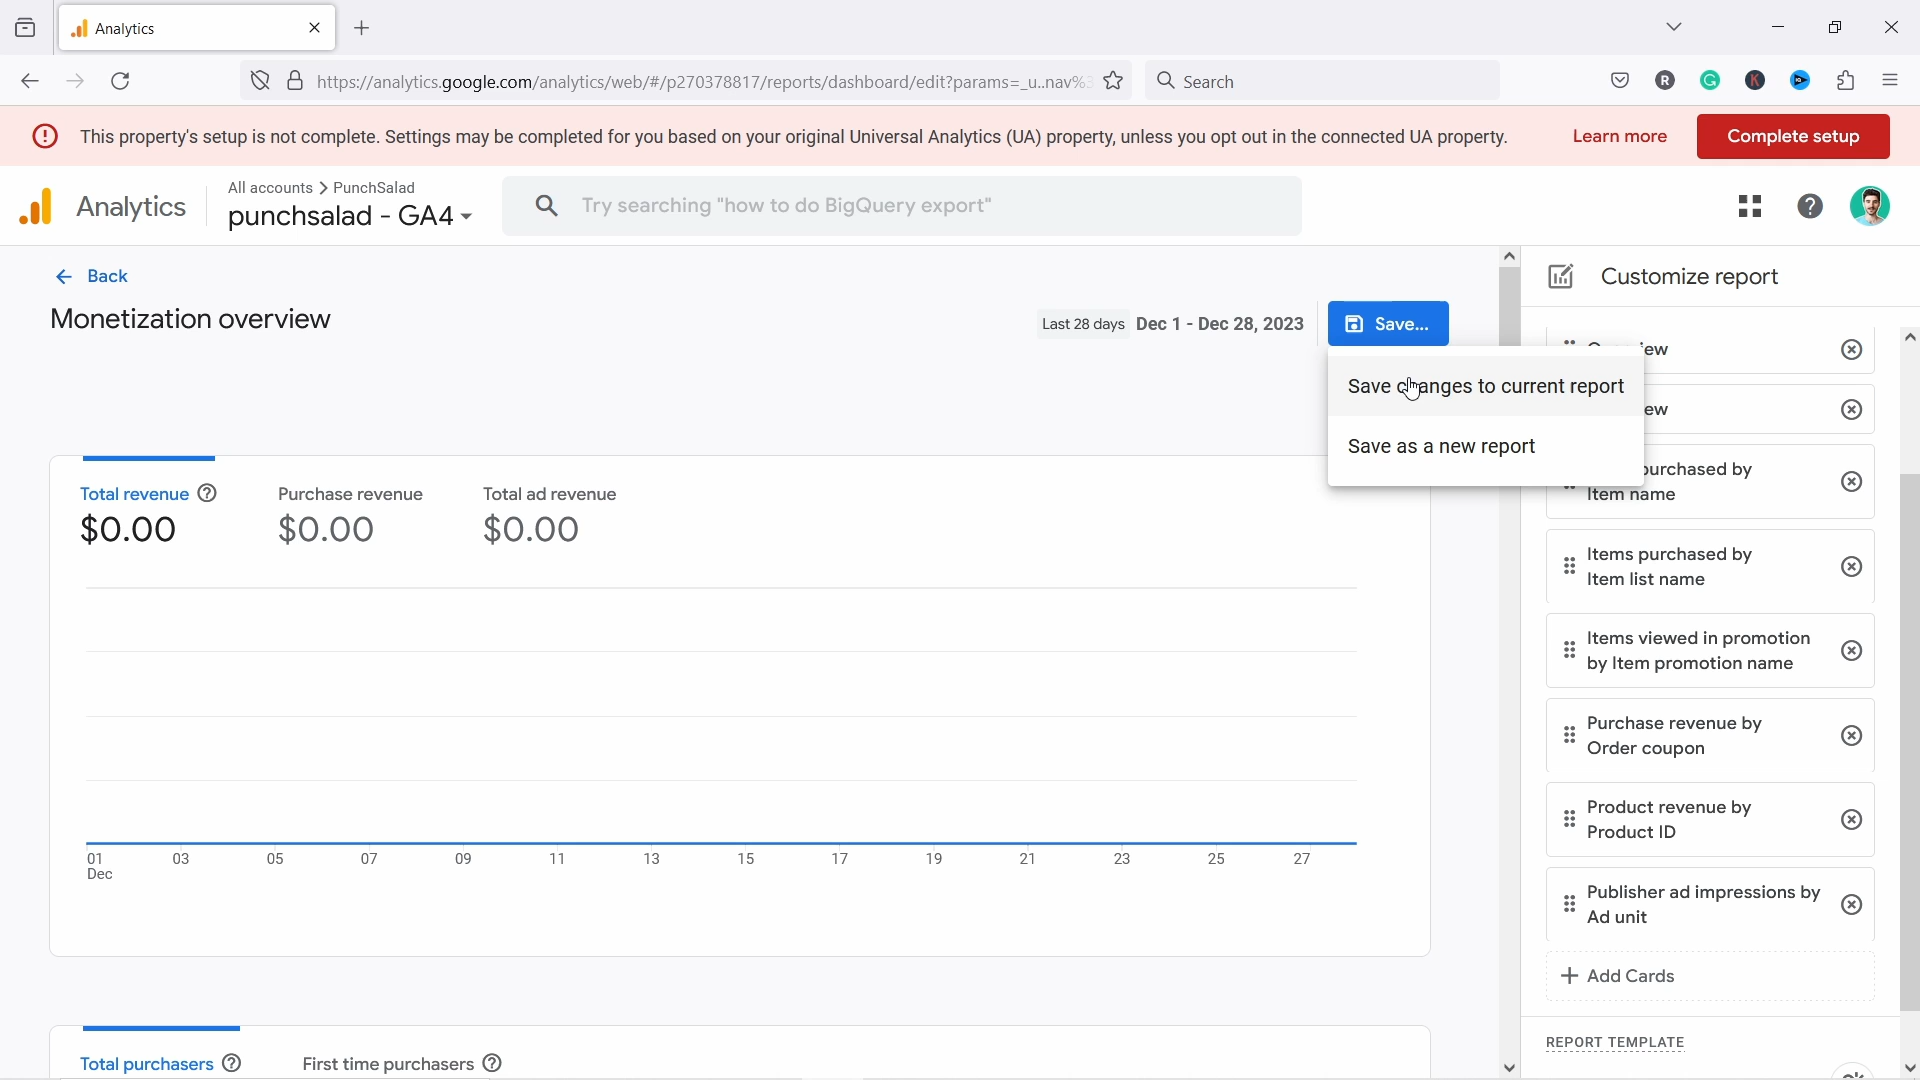 Analytics
https://analytics.google.com/analytics/web/#/p270378817/reports/dashboard/edit?params=_u..nav%3
Search
R
K
This property's setup is not complete. Settings may be completed for you based on your original Universal Analytics (UA) property, unless you opt out in the connected UA property.
Learn more
Complete setup
Analytics
All accounts > PunchSalad
punchsalad - GA4
Try searching "how to do BigQuery export"
Back
Monetization overview
Last 28 days Dec 1 - Dec 28, 2023
Save...
Save changes to current report
Save as a new report
Total revenue
$0.00
Purchase revenue
$0.00
Total ad revenue
$0.00
01 03 05 07 09 11 13 15 17 19 21 23 25 27
Dec
Total purchasers
First time purchasers
Customize report
Item name
Items purchased by
Item list name
Items viewed in promotion
by Item promotion name
Purchase revenue by
Order coupon
Product revenue by
Product ID
Publisher ad impressions by
Ad unit
+ Add Cards
REPORT TEMPLATE